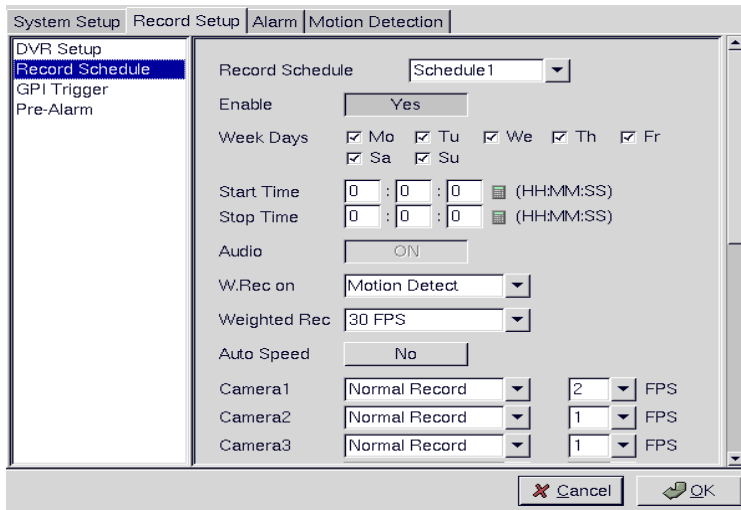 System Setup Record Setup Alarm Motion Detection
DVR Setup
Record Schedule
GPI Trigger
Pre-Alarm
Record Schedule Schedule1
Enable Yes
Week Days Mo Tu We Th Fr
Sa Su
Start Time 0 : 0 : 0 (HH:MM:SS)
Stop Time 0 : 0 : 0 (HH:MM:SS)
Audio ON
W.Rec on Motion Detect
Weighted Rec 30 FPS
Auto Speed No
Camera1 Normal Record 2 FPS
Camera2 Normal Record 1 FPS
Camera3 Normal Record 1 FPS
Cancel OK